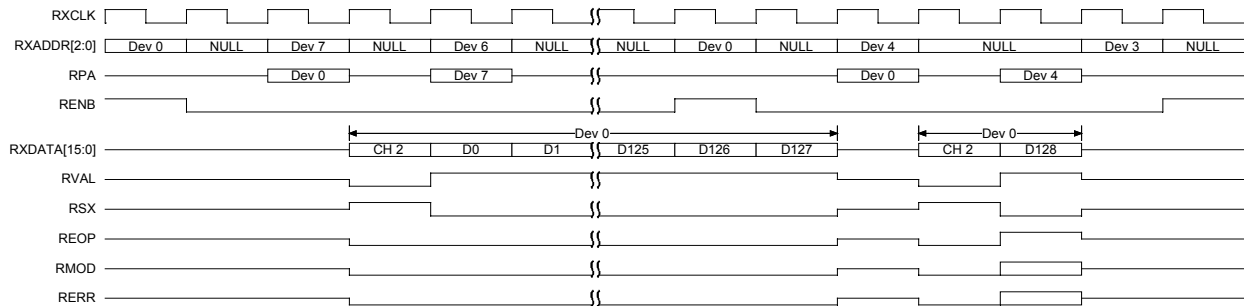 RXCLK
RXADDR[2:0] Dev 0 NULL Dev 7 NULL Dev 6 NULL NULL Dev 0 NULL Dev 4 NULL Dev 3 NULL
RPA Dev 0 Dev 7 Dev 0 Dev 4
RENB
Dev 0 Dev 0
RXDATA[15:0] CH 2 D0 D1 D125 D126 D127 CH 2 D128
RVAL
RSX
REOP
RMOD
RERR